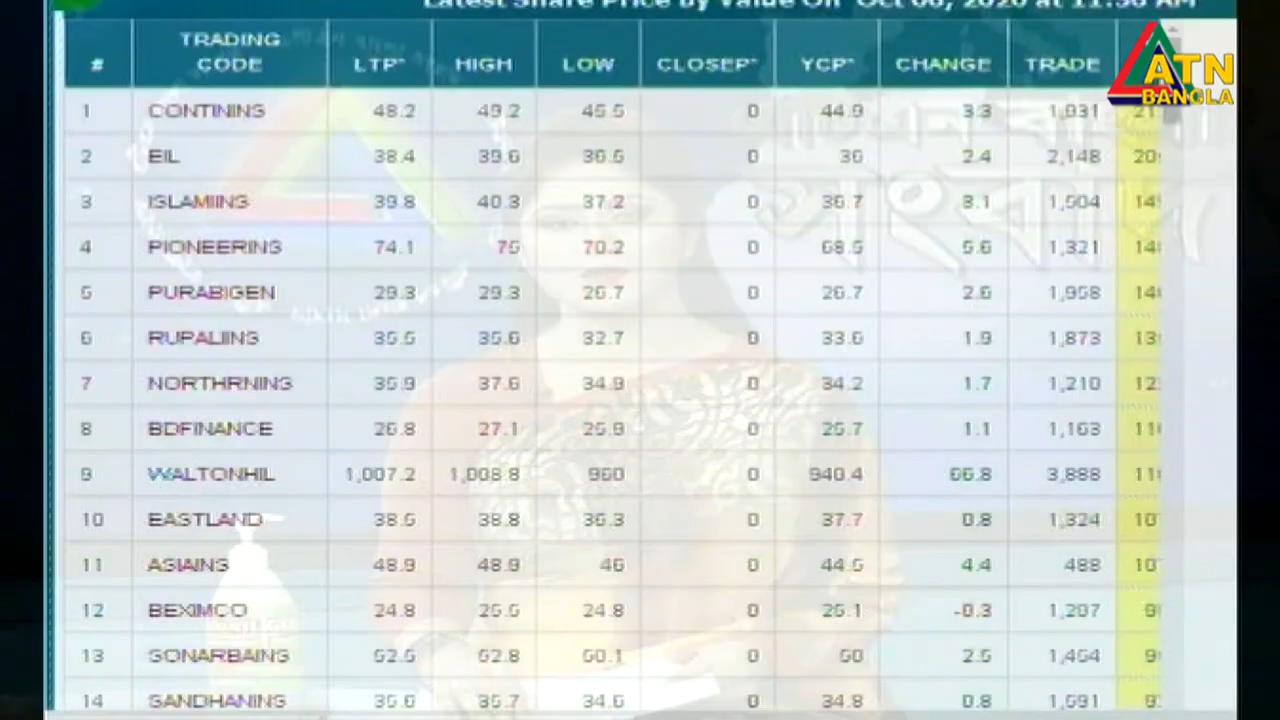 Latest Share Price by Value On Oct 06, 2020 at 11:30 AM
# TRADING CODE LTP* HIGH LOW CLOSEP* YCP* CHANGE TRADE
ATN
BANGLA
1 CONTININS 48.2 49.2 45.5 0 44.9 3.3 1,031
2 EIL 38.4 39.6 36.5 0 36 2.4 2,148
3 ISLAMIINS 39.8 40.3 37.2 0 36.7 3.1 1,504
4 PIONEERINS 74.1 75 70.2 0 68.5 5.6 1,321
5 PURABIGEN 29.3 29.3 26.7 0 26.7 2.6 1,958
6 RUPALIINS 35.5 35.6 32.7 0 33.6 1.9 1,873
7 NORTHRNINS 35.9 37.6 34.9 0 34.2 1.7 1,210
8 BDFINANCE 26.8 27.1 25.9 0 25.7 1.1 1,163
9 WALTONHIL 1,007.2 1,008.8 960 0 940.4 66.8 3,888
10 EASTLAND 38.5 38.8 36.3 0 37.7 0.8 1,324
11 ASIAINS 48.9 48.9 46 0 44.5 4.4 488
12 BEXIMCO 24.8 25.5 24.8 0 25.1 -0.3 1,207
13 SONARBAINS 52.5 52.8 50.1 0 50 2.5 1,454
14 SANDHANINS 35.6 35.7 34.6 0 34.8 0.8 1,591